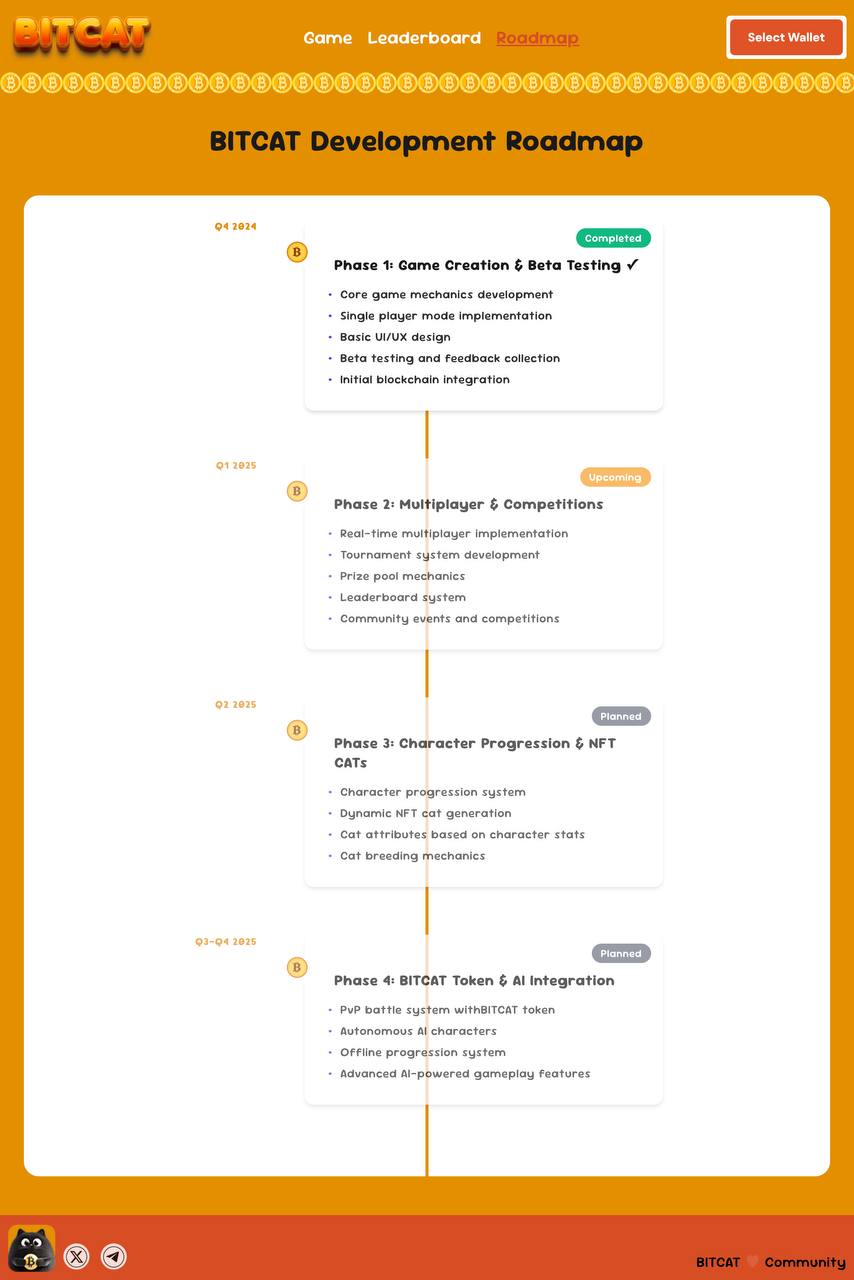 BITCAT
Game Leaderboard Roadmap
Select Wallet
BITCAT Development Roadmap
Q4 2024
Completed
Phase 1: Game Creation & Beta Testing ✓
• Core game mechanics development
• Single player mode implementation
• Basic UI/UX design
• Beta testing and feedback collection
• Initial blockchain integration
Q1 2025
Upcoming
Phase 2: Multiplayer & Competitions
• Real-time multiplayer implementation
• Tournament system development
• Prize pool mechanics
• Leaderboard system
• Community events and competitions
Q2 2025
Planned
Phase 3: Character Progression & NFT
CATs
• Character progression system
• Dynamic NFT cat generation
• Cat attributes based on character stats
• Cat breeding mechanics
Q3-Q4 2025
Planned
Phase 4: BITCAT Token & AI Integration
• PvP battle system withBITCAT token
• Autonomous AI characters
• Offline progression system
• Advanced AI-powered gameplay features
BITCAT ♥ Community